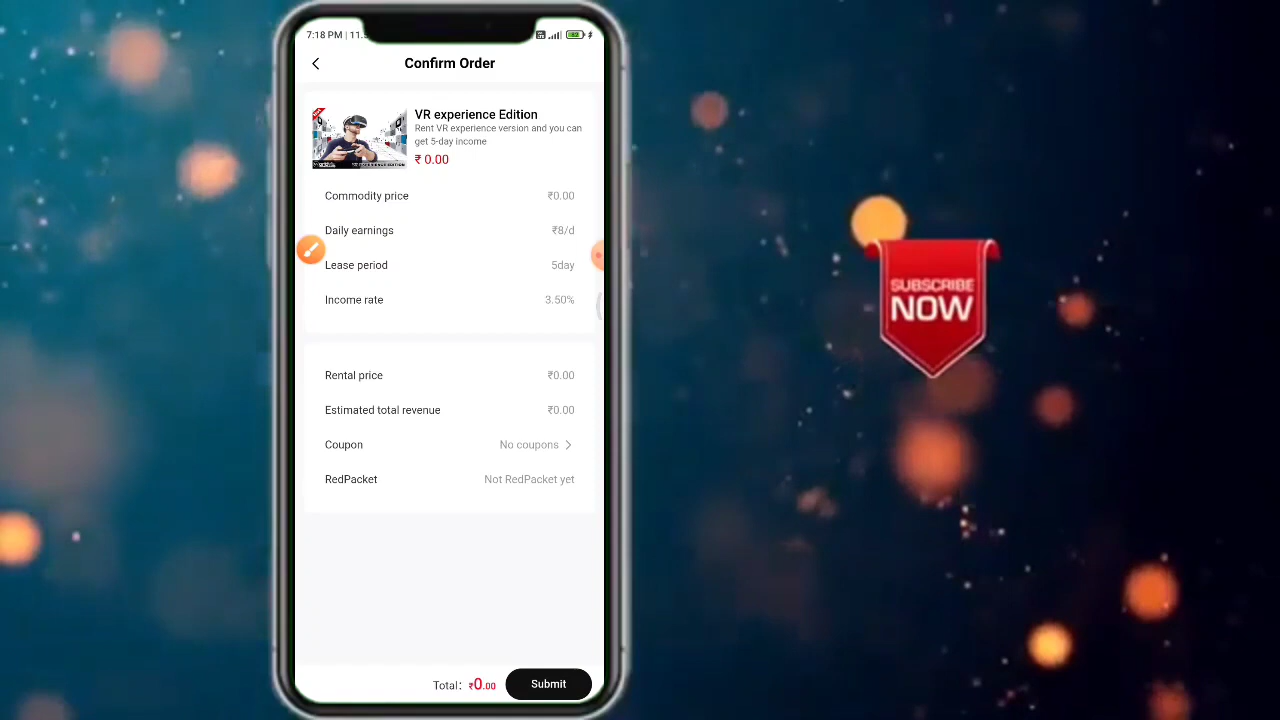 7:18 PM | 11.
Confirm Order
VR experience Edition
Rent VR experience version and you can
get 5-day income
₹ 0.00
Commodity price ₹0.00
Daily earnings ₹8/d
Lease period 5day
Income rate 3.50%
Rental price ₹0.00
Estimated total revenue ₹0.00
Coupon No coupons
RedPacket Not RedPacket yet
Total: ₹0.00 Submit
SUBSCRIBE
NOW